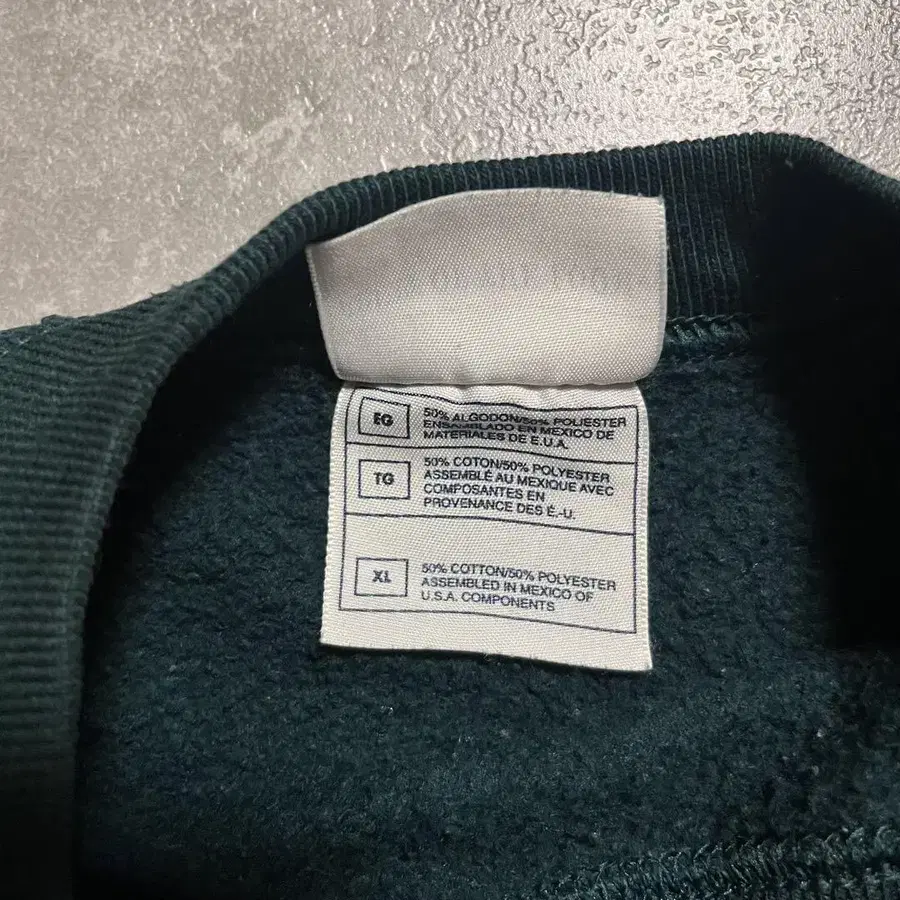 EG
50% ALGODON/50% POLIESTER
ENSAMBLADO EN MEXICO DE
MATERIALES DE E.U.A.
TG
50% COTON/50% POLYESTER
ASSEMBLÉ AU MEXIQUE AVEC
COMPOSANTES EN
PROVENANCE DES É.-U.
XL
50% COTTON/50% POLYESTER
ASSEMBLED IN MEXICO OF
U.S.A. COMPONENTS